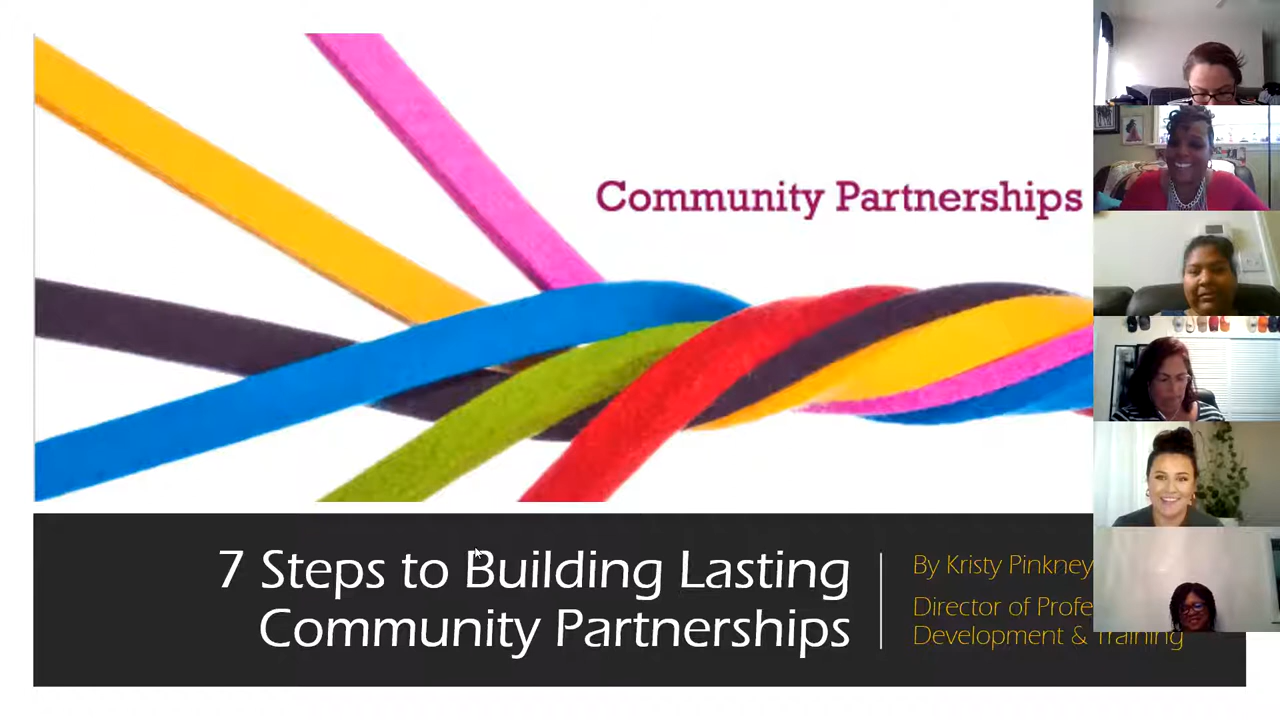 Community Partnerships
7 Steps to Building Lasting
Community Partnerships
By Kristy Pinkney
Director of Profe
Development & Training